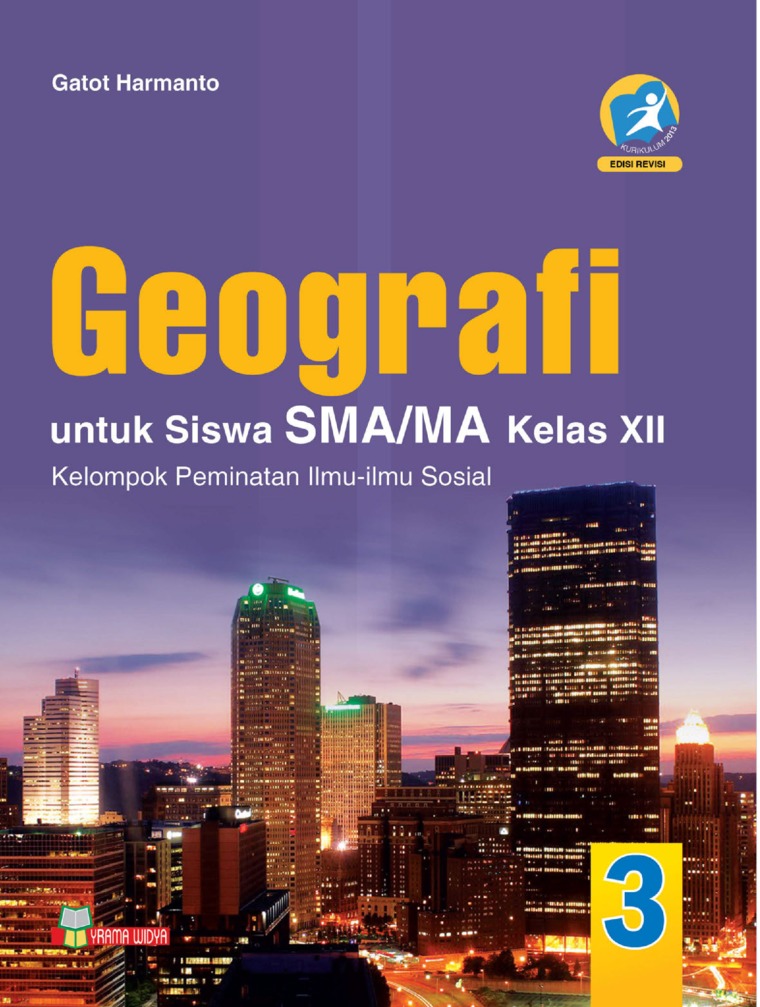 Gatot Harmanto
KURIKULUM 2013
EDISI REVISI
Geografi
untuk Siswa SMA/MA Kelas XII
Kelompok Peminatan Ilmu-ilmu Sosial
3
YRAMA WIDYA